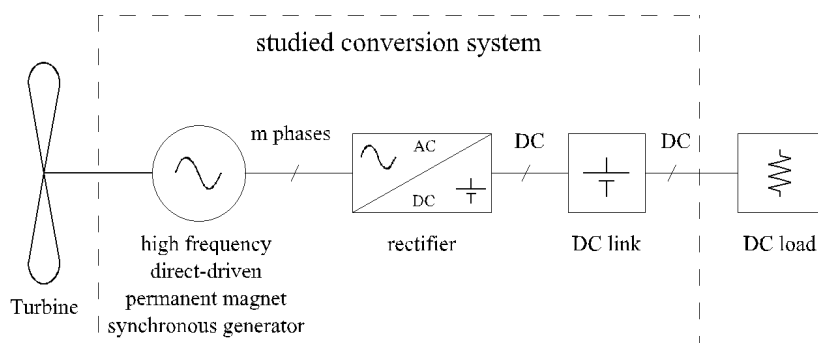 studied conversion system
m phases
AC
DC
DC
DC
high frequency
direct-driven
permanent magnet
synchronous generator
rectifier
DC link
DC load
Turbine